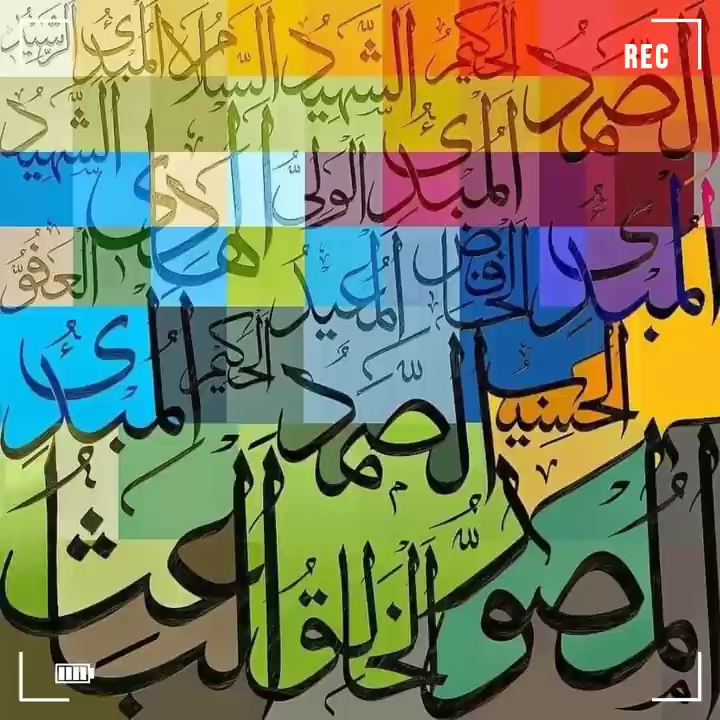 REC
الصمد الحكيم الشهيد السلام المبدئ الرشيد
المبدئ الشهيد
المبدئ الولي الهادي
الخافض المعيد العفو
الحسيب الصمد الحكيم المبدئ
المصور الخالق الباعث